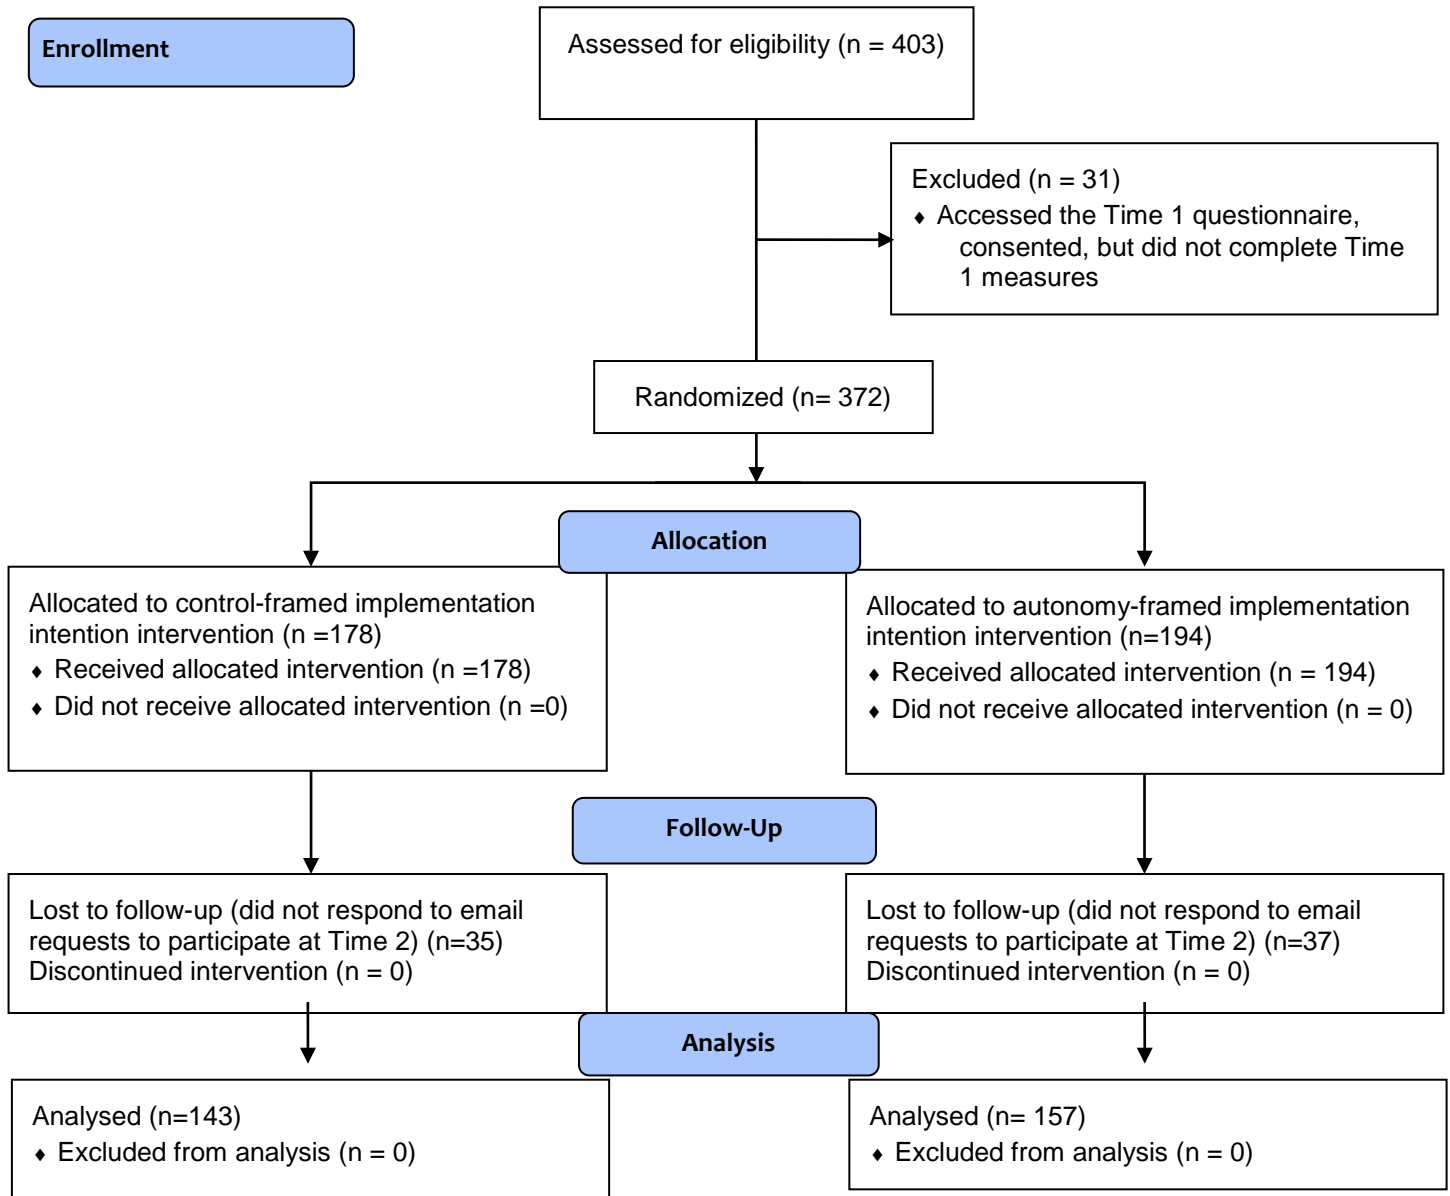 Enrollment
Assessed for eligibility (n = 403)
Excluded (n = 31)
♦ Accessed the Time 1 questionnaire,
consented, but did not complete Time
1 measures
Randomized (n= 372)
Allocation
Allocated to control-framed implementation
intention intervention (n =178)
♦ Received allocated intervention (n =178)
♦ Did not receive allocated intervention (n =0)
Allocated to autonomy-framed implementation
intention intervention (n=194)
♦ Received allocated intervention (n = 194)
♦ Did not receive allocated intervention (n = 0)
Follow-Up
Lost to follow-up (did not respond to email
requests to participate at Time 2) (n=35)
Discontinued intervention (n = 0)
Lost to follow-up (did not respond to email
requests to participate at Time 2) (n=37)
Discontinued intervention (n = 0)
Analysis
Analysed (n=143)
♦ Excluded from analysis (n = 0)
Analysed (n= 157)
♦ Excluded from analysis (n = 0)